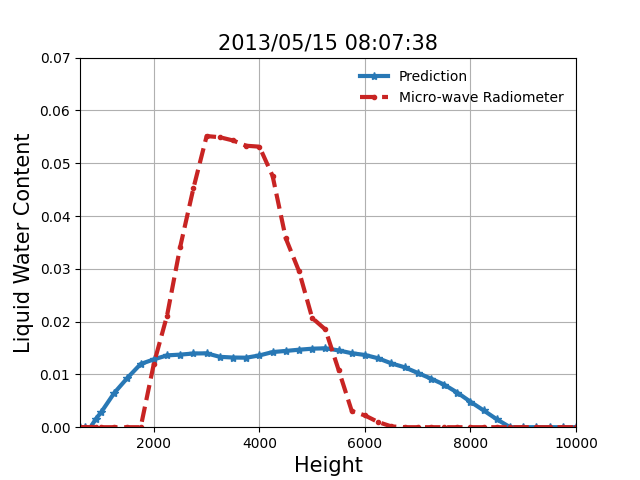 2013/05/15 08:07:38
0.07
0.06
0.05
0.04
0.03
0.02
0.01
0.00
Liquid Water Content
Prediction
Micro-wave Radiometer
2000 4000 6000 8000 10000
Height